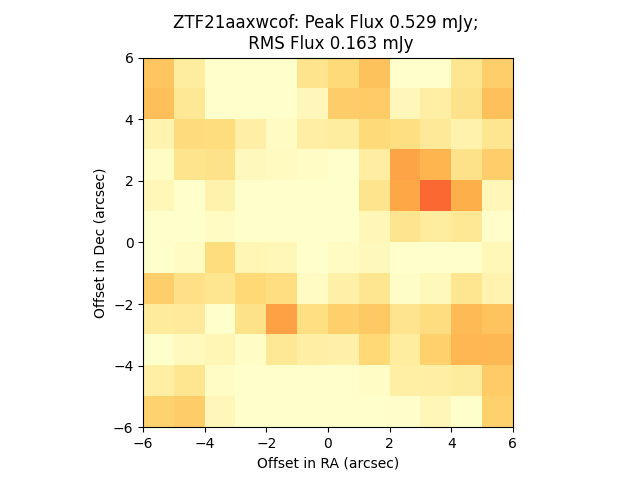 ZTF21aaxwcof: Peak Flux 0.529 mJy;
RMS Flux 0.163 mJy
6
4
2
0
−2
−4
−6
Offset in Dec (arcsec)
−6 −4 −2 0 2 4 6
Offset in RA (arcsec)